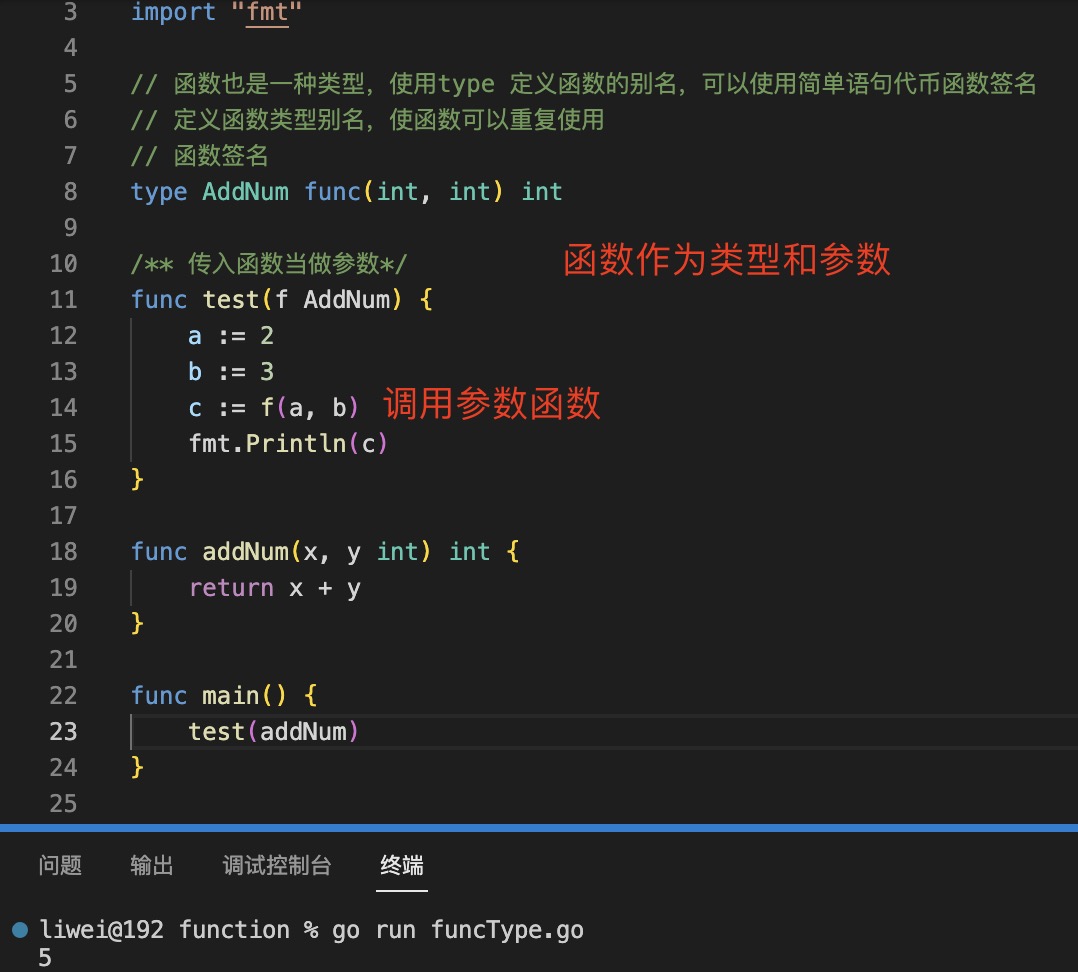 3 import "fmt"
4
5 // 函数也是一种类型，使用type 定义函数的别名，可以使用简单语句代币函数签名
6 // 定义函数类型别名，使函数可以重复使用
7 // 函数签名
8 type AddNum func(int, int) int
9
10 /** 传入函数当做参数*/ 函数作为类型和参数
11 func test(f AddNum) {
12 a := 2
13 b := 3
14 c := f(a, b) 调用参数函数
15 fmt.Println(c)
16 }
17
18 func addNum(x, y int) int {
19 return x + y
20 }
21
22 func main() {
23 test(addNum)
24 }
25
问题 输出 调试控制台 终端
liwei@192 function % go run funcType.go
5